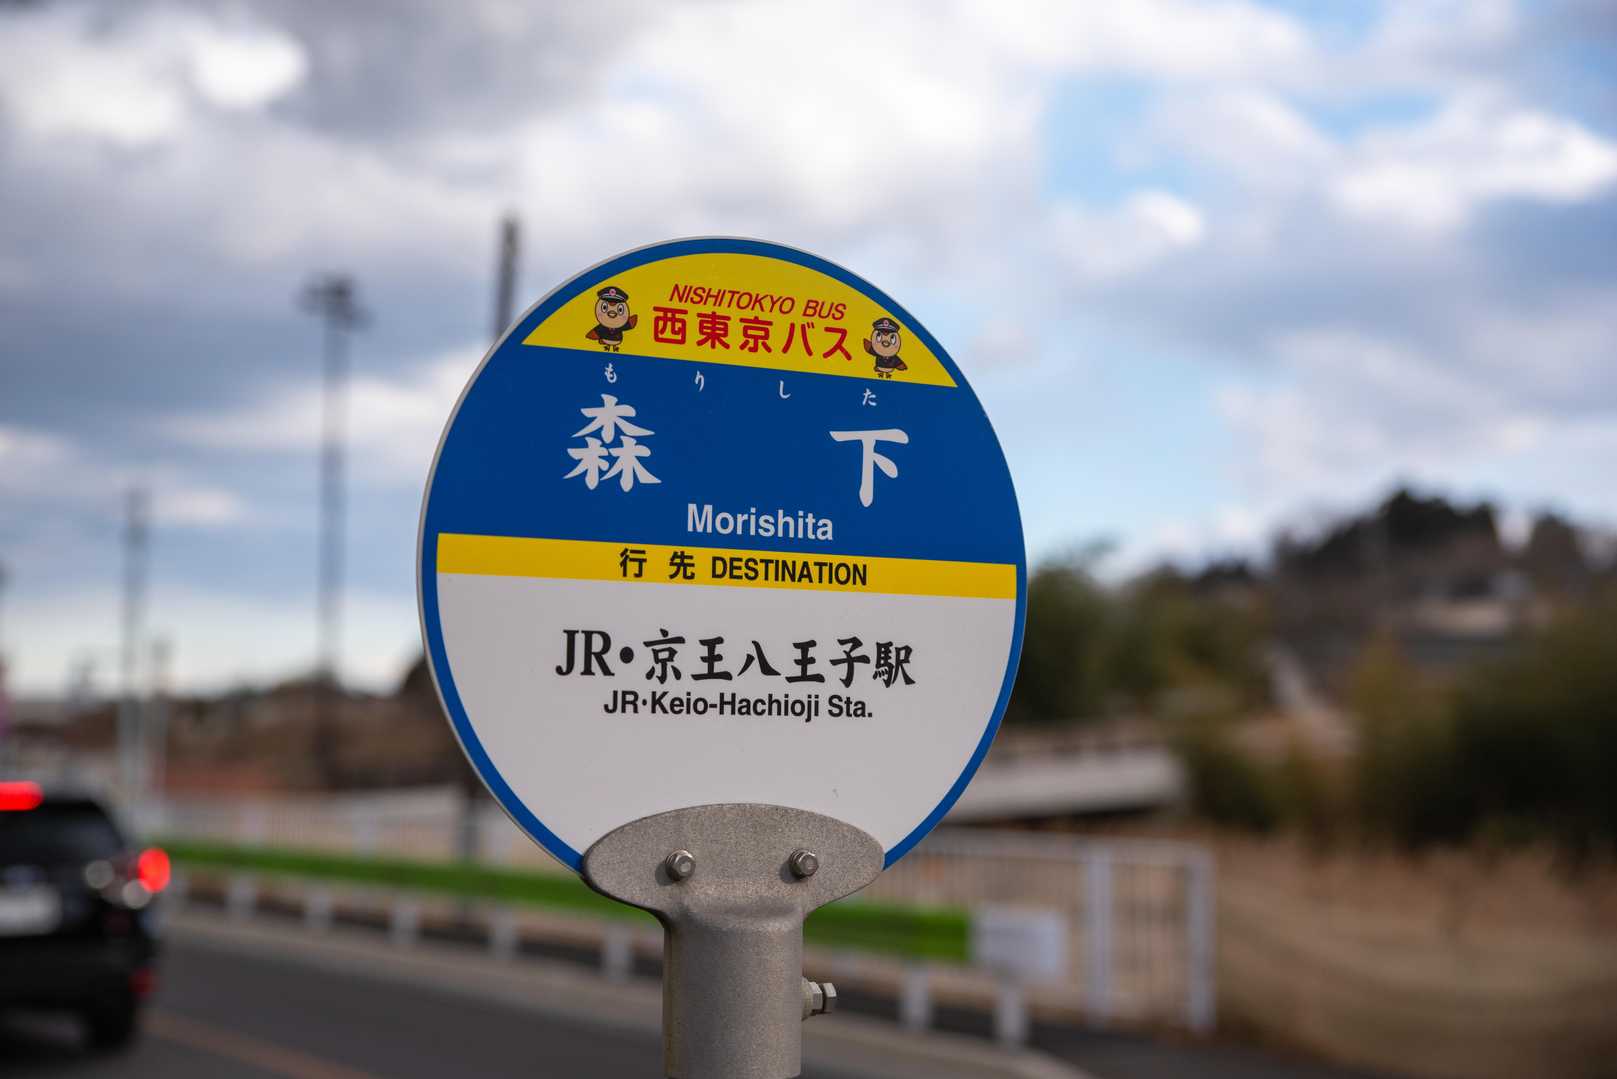 NISHITOKYO BUS
西東京バス
もりした
森下
Morishita
行先 DESTINATION
JR・京王八王子駅
JR・Keio-Hachioji Sta.